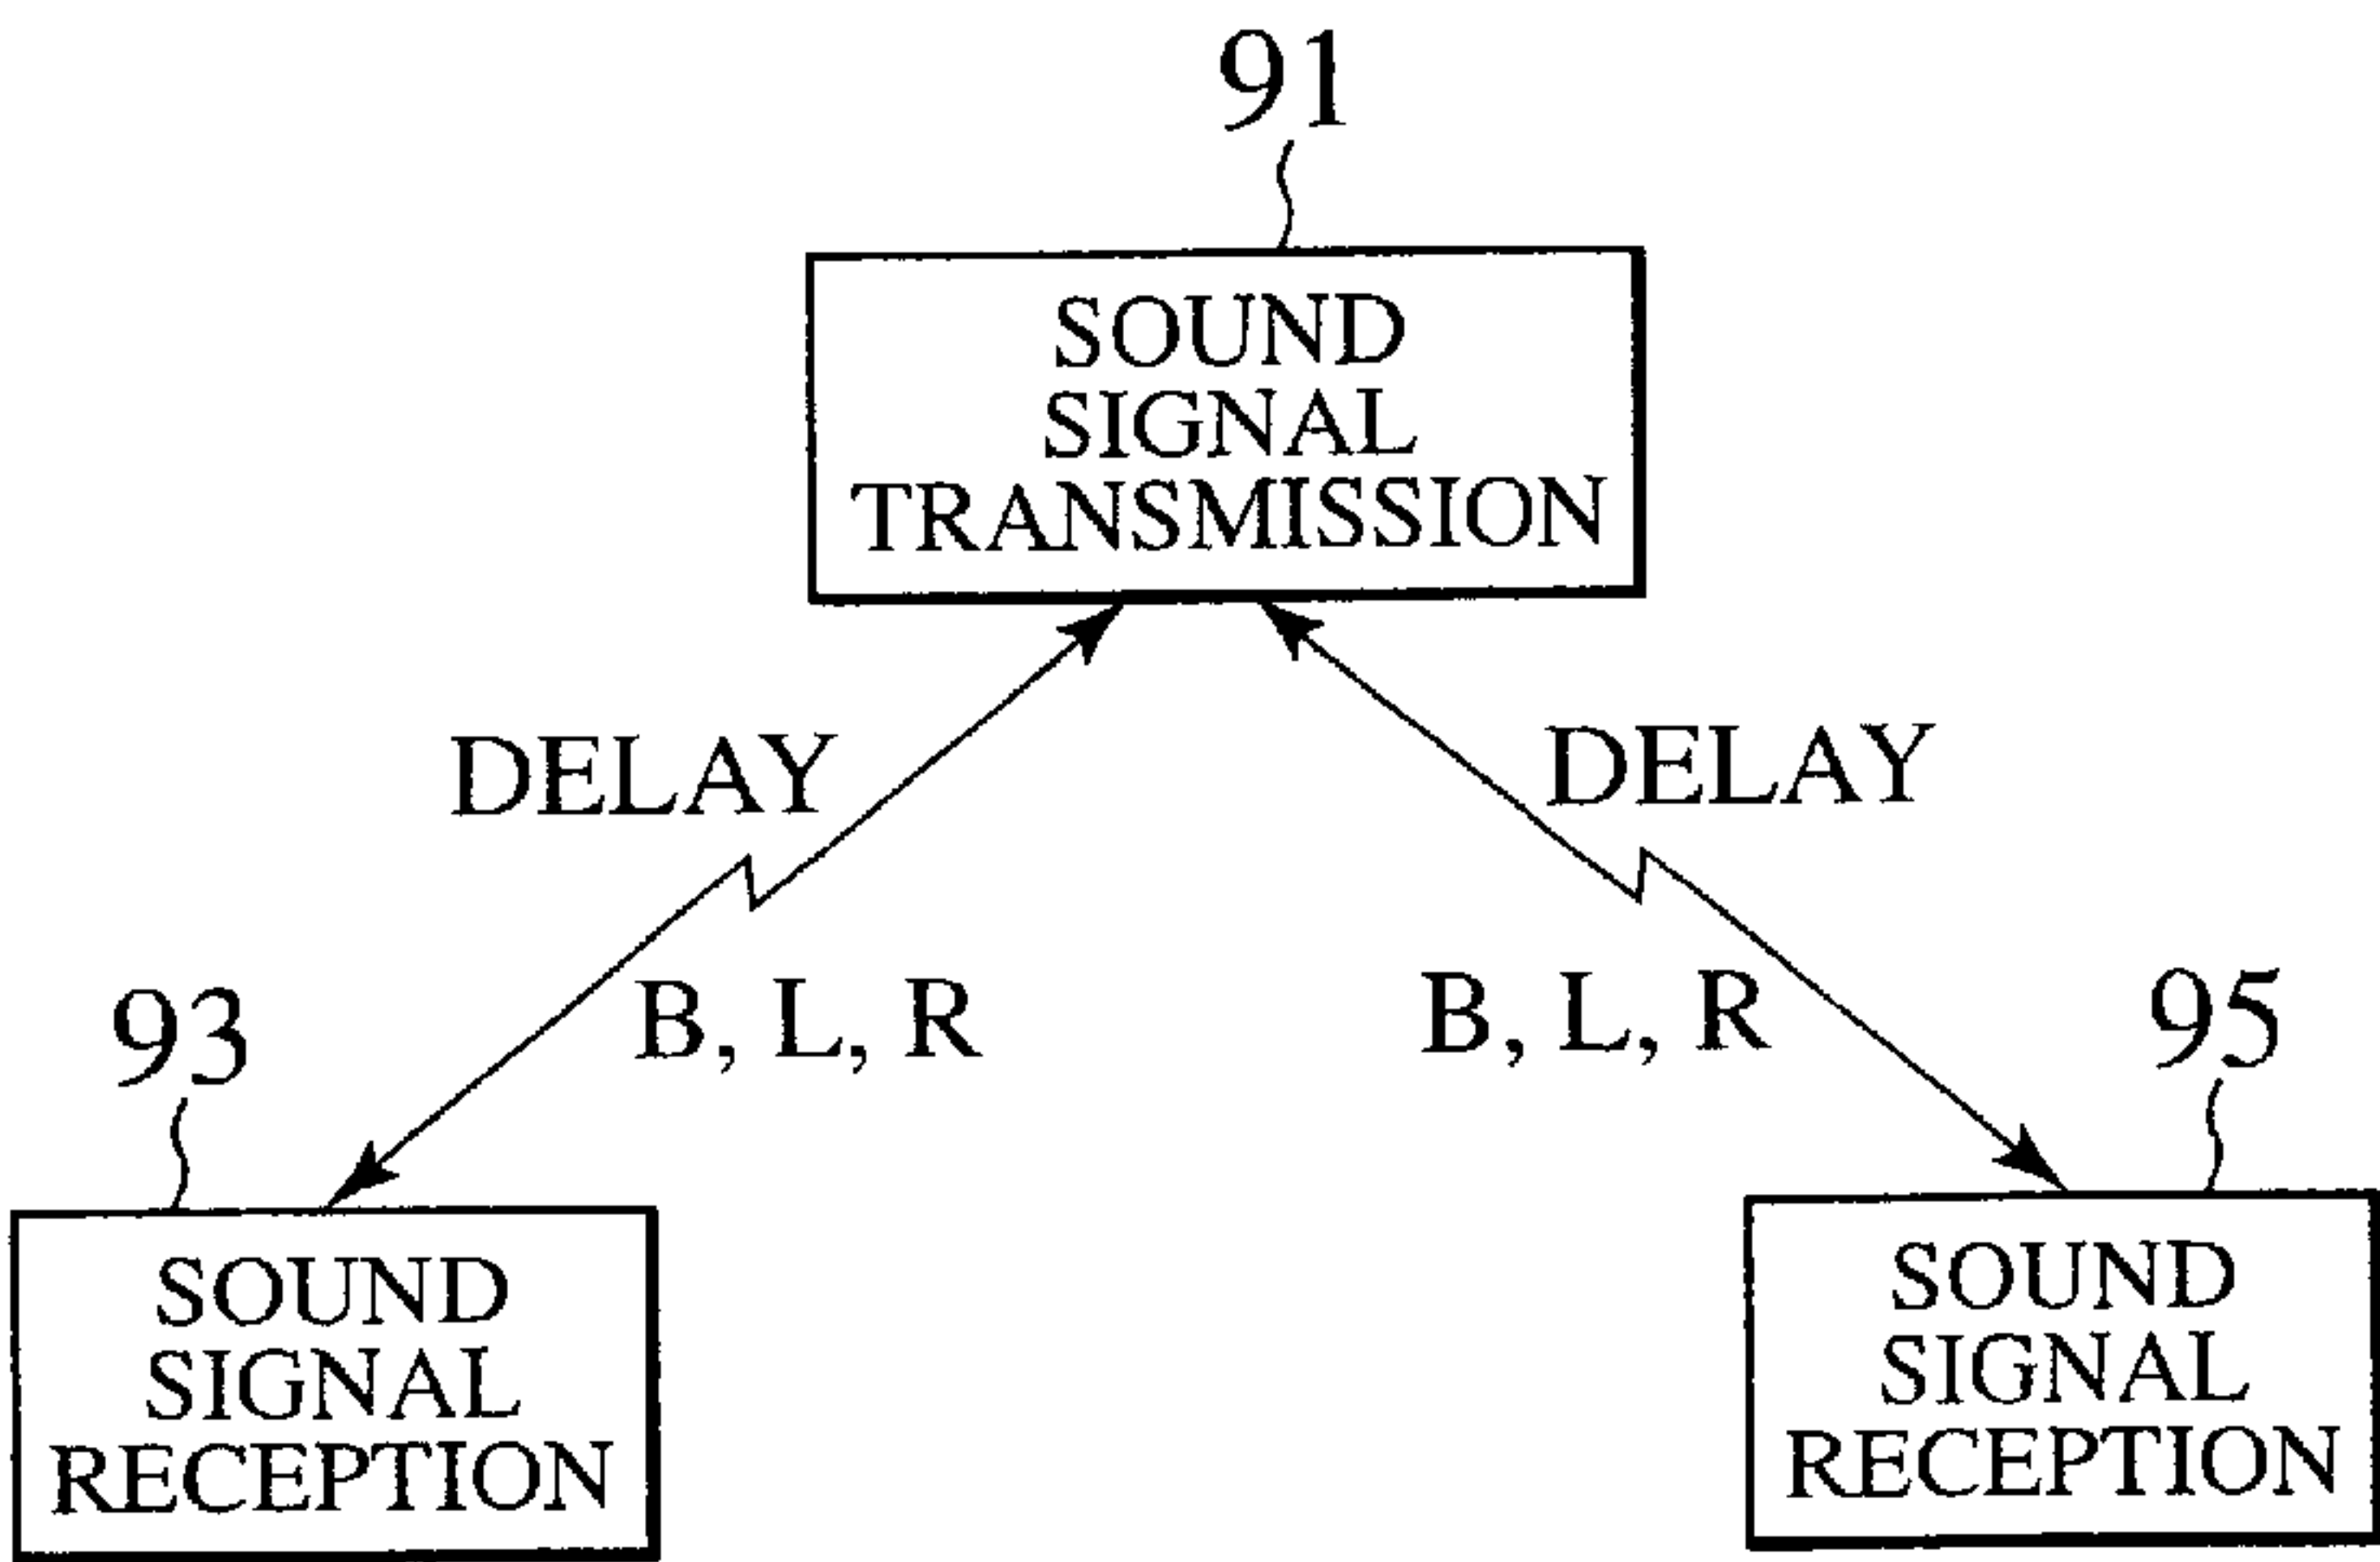 91
SOUND
SIGNAL
TRANSMISSION
DELAY
DELAY
B, L, R
B, L, R
93
95
SOUND
SIGNAL
RECEPTION
SOUND
SIGNAL
RECEPTION